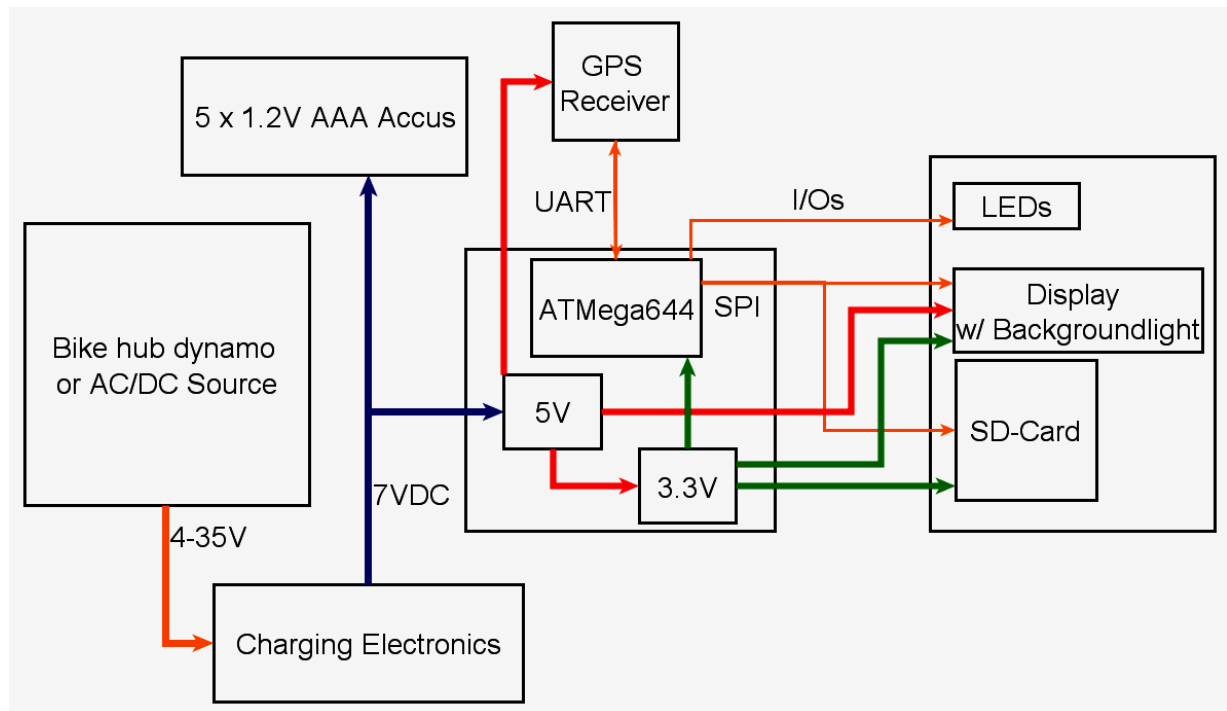 GPS
Receiver
5 x 1.2V AAA Accus
UART
I/Os
LEDs
ATMega644
SPI
Display
w/ Backgroundlight
Bike hub dynamo
or AC/DC Source
5V
SD-Card
7VDC
3.3V
4-35V
Charging Electronics